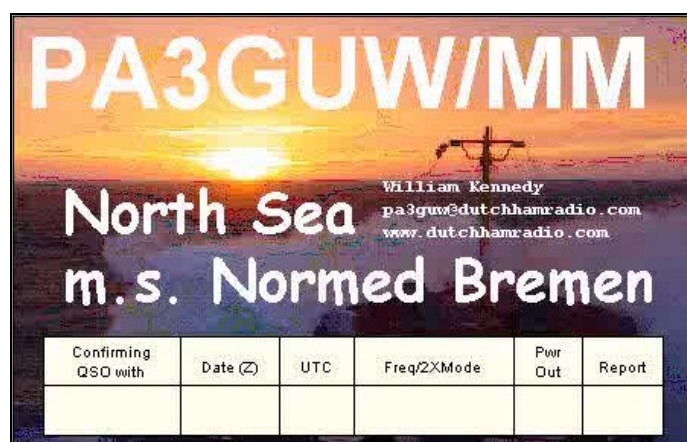 PA3GUW/MM
William Kennedy
North Sea
pa3guw@dutchhamradio.com
www.dutchhamradio.com
m.s. Normed Bremen
Confirming QSO with
Date (Z)
UTC
Freq/2XMode
Pwr Out
Report